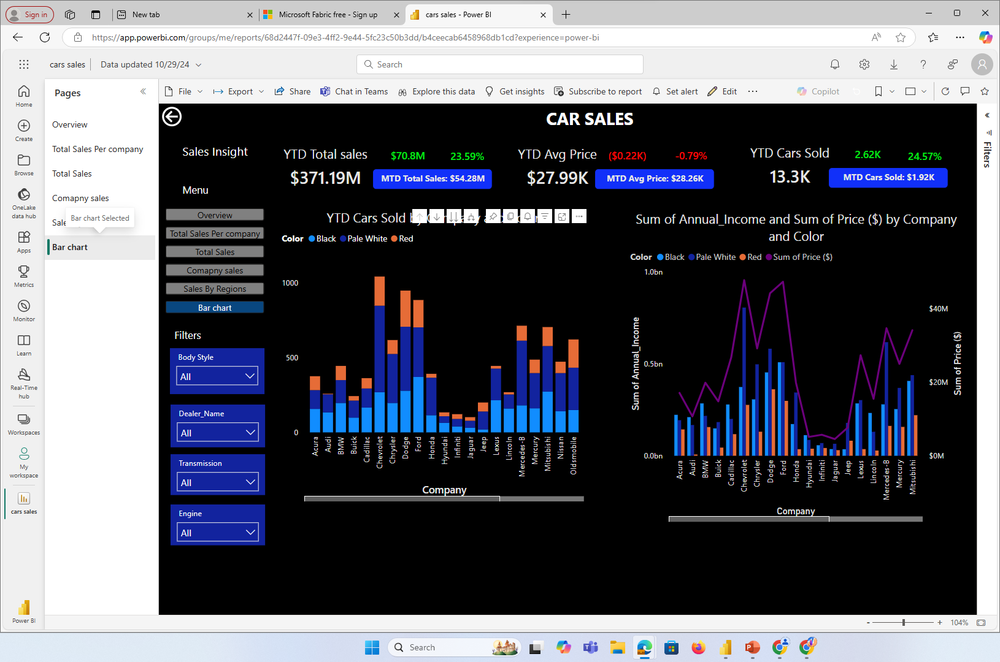 Sign in
New tab
Microsoft Fabric free - Sign up
cars sales - Power BI
https://app.powerbi.com/groups/me/reports/68d2447f-09e3-4ff2-9e44-5fc23c50b3dd/b4ceecab6458968db1cd?experience=power-bi
cars sales
Data updated 10/29/24
Search
Home
Create
Browse
OneLake
data hub
Apps
Metrics
Monitor
Learn
Real-Time
hub
Workspaces
My
workspace
cars sales
Power BI
Pages
Overview
Total Sales Per company
Total Sales
Comapny sales
Sale
Bar chart Selected
Bar chart
File
Export
Share
Chat in Teams
Explore this data
Get insights
Subscribe to report
Set alert
Edit
Copilot
CAR SALES
Sales Insight
YTD Total sales
$70.8M
23.59%
$371.19M
MTD Total Sales: $54.28M
YTD Avg Price
($0.22K)
-0.79%
$27.99K
MTD Avg Price: $28.26K
YTD Cars Sold
2.62K
24.57%
13.3K
MTD Cars Sold: $1.92K
Menu
Overview
Total Sales Per company
Total Sales
Comapny sales
Sales By Regions
Bar chart
Filters
Body Style
All
Dealer_Name
All
Transmission
All
Engine
All
YTD Cars Sold
Color Black Pale White Red
1000
500
0
Acura
Audi
BMW
Buick
Cadillac
Chevrolet
Chrysler
Dodge
Ford
Honda
Hyundai
Infiniti
Jaguar
Jeep
Lexus
Lincoln
Mercedes-B
Mercury
Mitsubishi
Nissan
Oldsmobile
Company
Sum of Annual_Income and Sum of Price ($) by Company
and Color
Color Black Pale White Red Sum of Price ($)
1.0bn
0.5bn
0.0bn
Sum of Annual_Income
$40M
$20M
$0M
Sum of Price ($)
Acura
Audi
BMW
Buick
Cadillac
Chevrolet
Chrysler
Dodge
Ford
Honda
Hyundai
Infiniti
Jaguar
Jeep
Lexus
Lincoln
Mercedes-B
Mercury
Mitsubishi
Company
Filters
- + 104%
Search